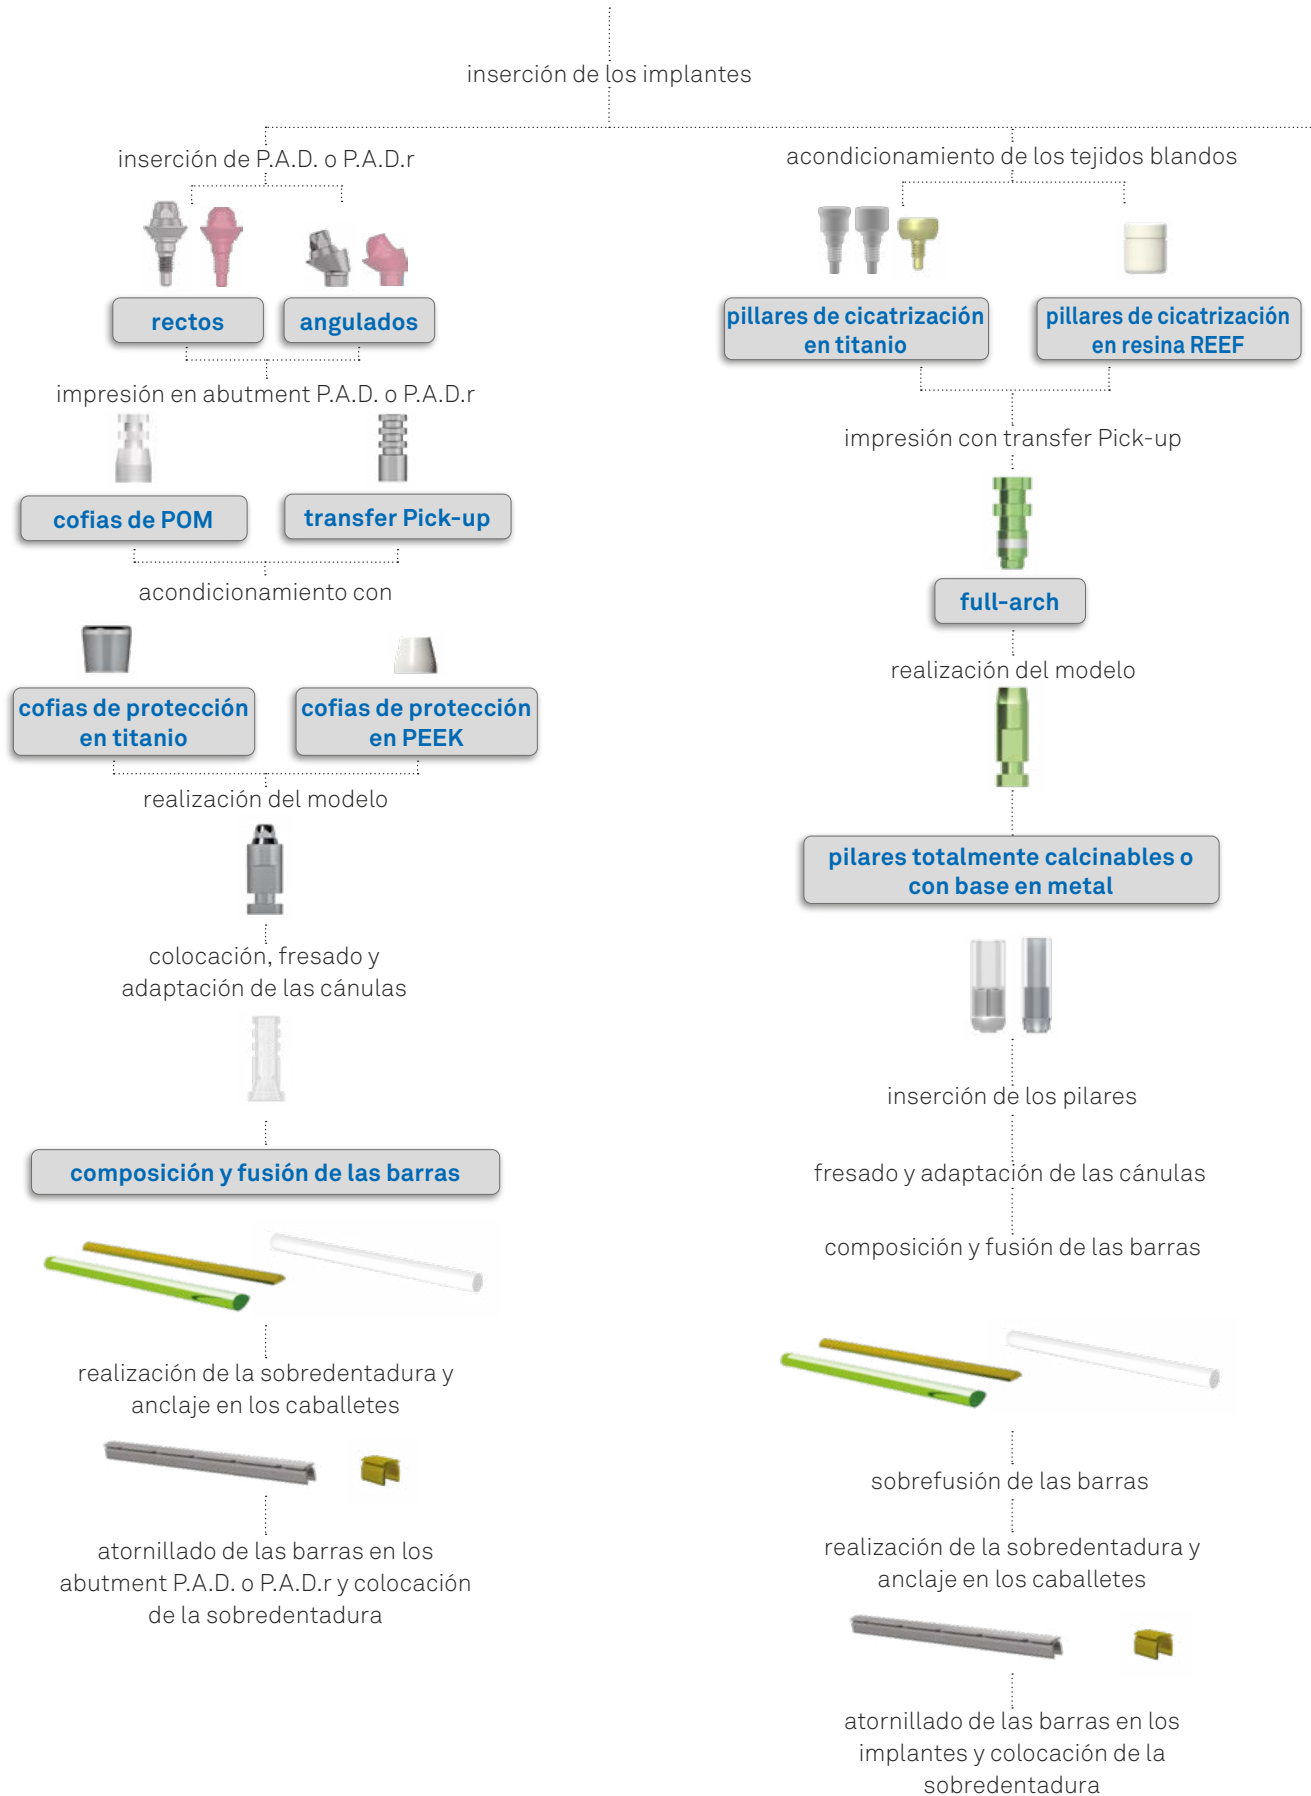 inserción de los implantes
inserción de P.A.D. o P.A.D.r
rectos
angulados
impresión en abutment P.A.D. o P.A.D.r
cofias de POM
transfer Pick-up
acondicionamiento con
cofias de protección
en titanio
cofias de protección
en PEEK
realización del modelo
colocación, fresado y
adaptación de las cánulas
composición y fusión de las barras
realización de la sobredentadura y
anclaje en los caballetes
atornillado de las barras en los
abutment P.A.D. o P.A.D.r y colocación
de la sobredentadura
acondicionamiento de los tejidos blandos
pillares de cicatrización
en titanio
pillares de cicatrización
en resina REEF
impresión con transfer Pick-up
full-arch
realización del modelo
pilares totalmente calcinables o
con base en metal
inserción de los pilares
fresado y adaptación de las cánulas
composición y fusión de las barras
sobrefusión de las barras
realización de la sobredentadura y
anclaje en los caballetes
atornillado de las barras en los
implantes y colocación de la
sobredentadura